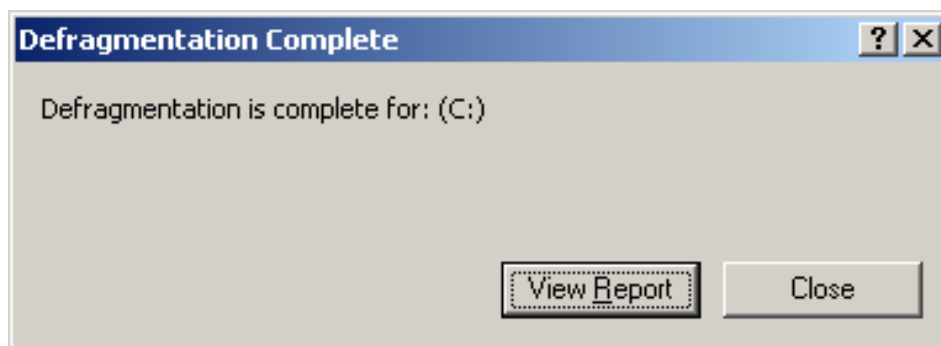 Defragmentation Complete
Defragmentation is complete for: (C:)
View Report
Close